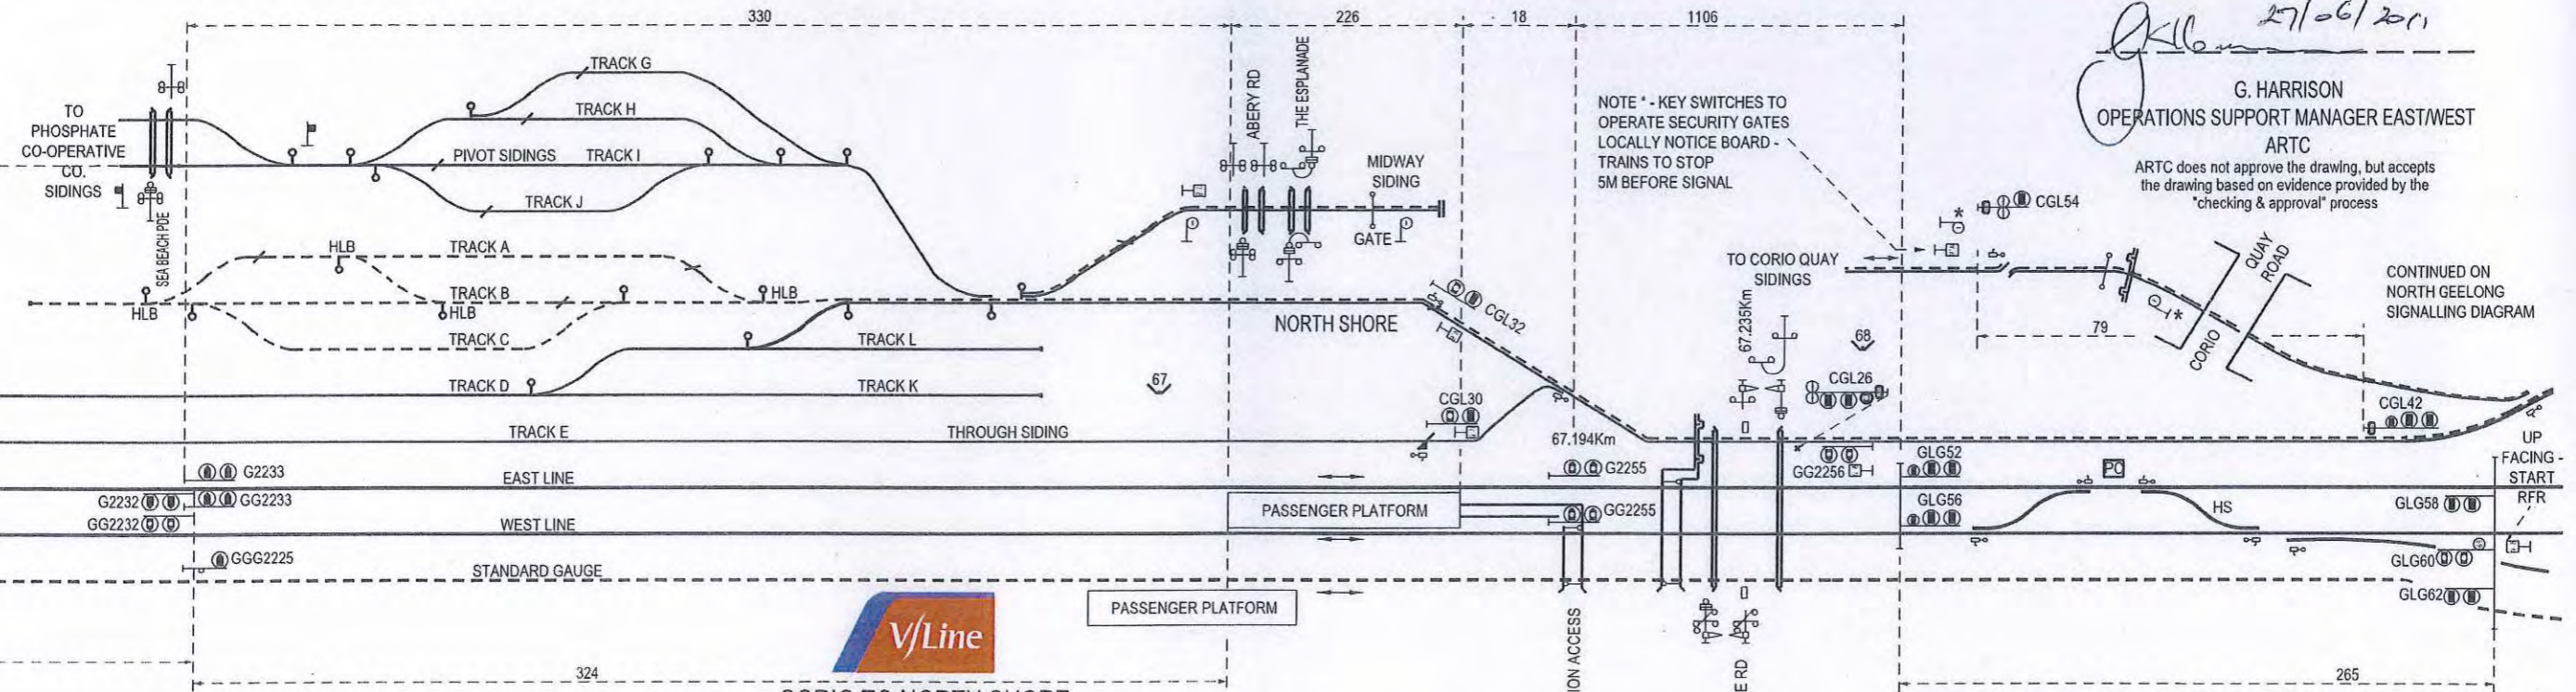 330
226
18
1106
27/06/2011
G. HARRISON
OPERATIONS SUPPORT MANAGER EAST/WEST
ARTC
ARTC does not approve the drawing, but accepts
the drawing based on evidence provided by the
"checking & approval" process
TRACK G
TRACK H
PIVOT SIDINGS
TRACK I
TRACK J
TO
PHOSPHATE
CO-OPERATIVE
CO.
SIDINGS
SEA BEACH PDE
ABERY RD
THE ESPLANADE
MIDWAY
SIDING
GATE
NOTE * - KEY SWITCHES TO
OPERATE SECURITY GATES
LOCALLY NOTICE BOARD -
TRAINS TO STOP
5M BEFORE SIGNAL
*
CGL54
TO CORIO QUAY
SIDINGS
QUAY
ROAD
CORIO
*
79
CONTINUED ON
NORTH GEELONG
SIGNALLING DIAGRAM
HLB
TRACK A
HLB
TRACK B
HLB
HLB
TRACK C
TRACK L
TRACK D
TRACK K
NORTH SHORE
CGL32
67
67.235Km
68
CGL26
CGL30
CGL42
TRACK E
THROUGH SIDING
67.194Km
UP
FACING -
START
RFR
G2233
G2255
GG2256
GLG52
PO
EAST LINE
G2232
GG2233
GG2232
WEST LINE
PASSENGER PLATFORM
GG2255
GLG56
HS
GLG58
GGG2225
STANDARD GAUGE
GLG60
GLG62
PASSENGER PLATFORM
V/Line
324
ION ACCESS
E RD
265
CORIO TO NORTH SHORE